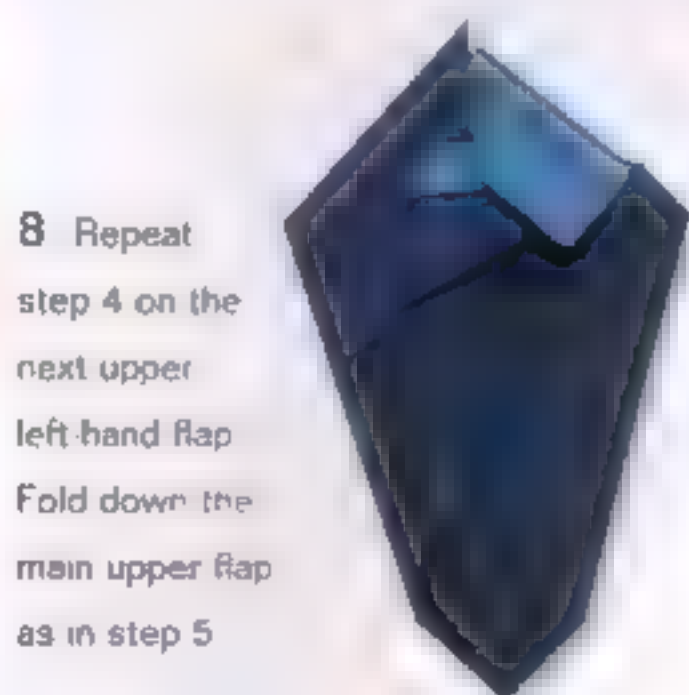 8 Repeat
step 4 on the
next upper
left-hand flap
Fold down the
main upper flap
as in step 5